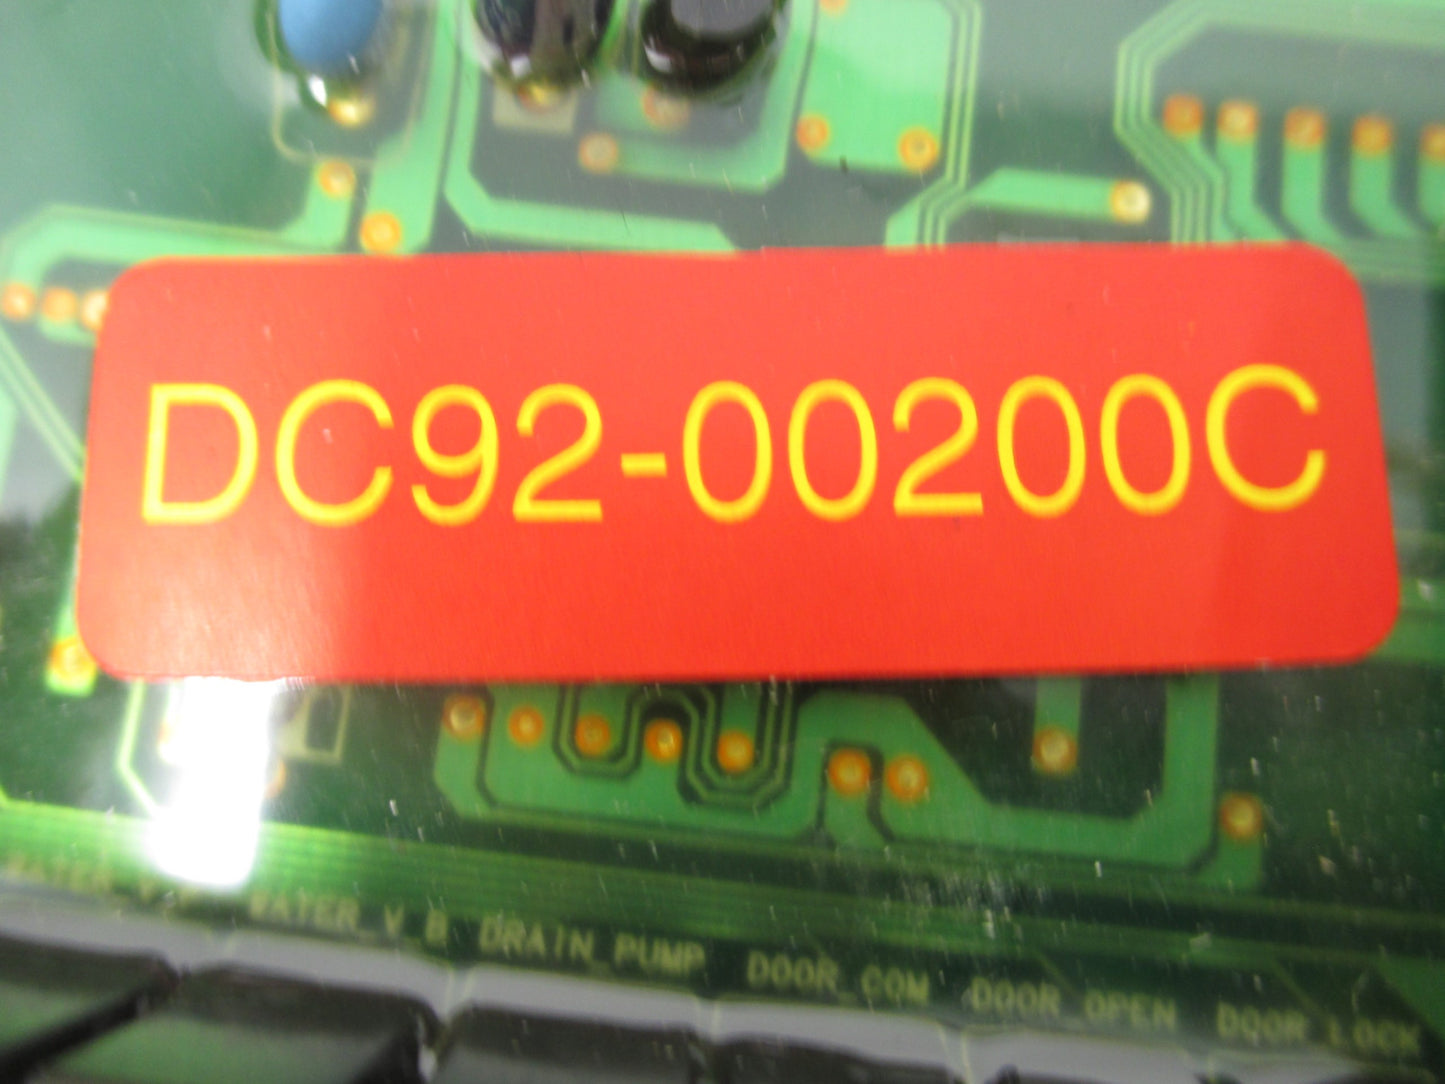 DC92-00200C
WATER_V_B DRAIN_PUMP DOOR_COM DOOR_OPEN DOOR_LOCK